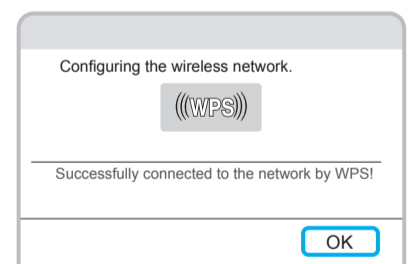 Configuring the wireless network.
(((WPS)))
Successfully connected to the network by WPS!
OK